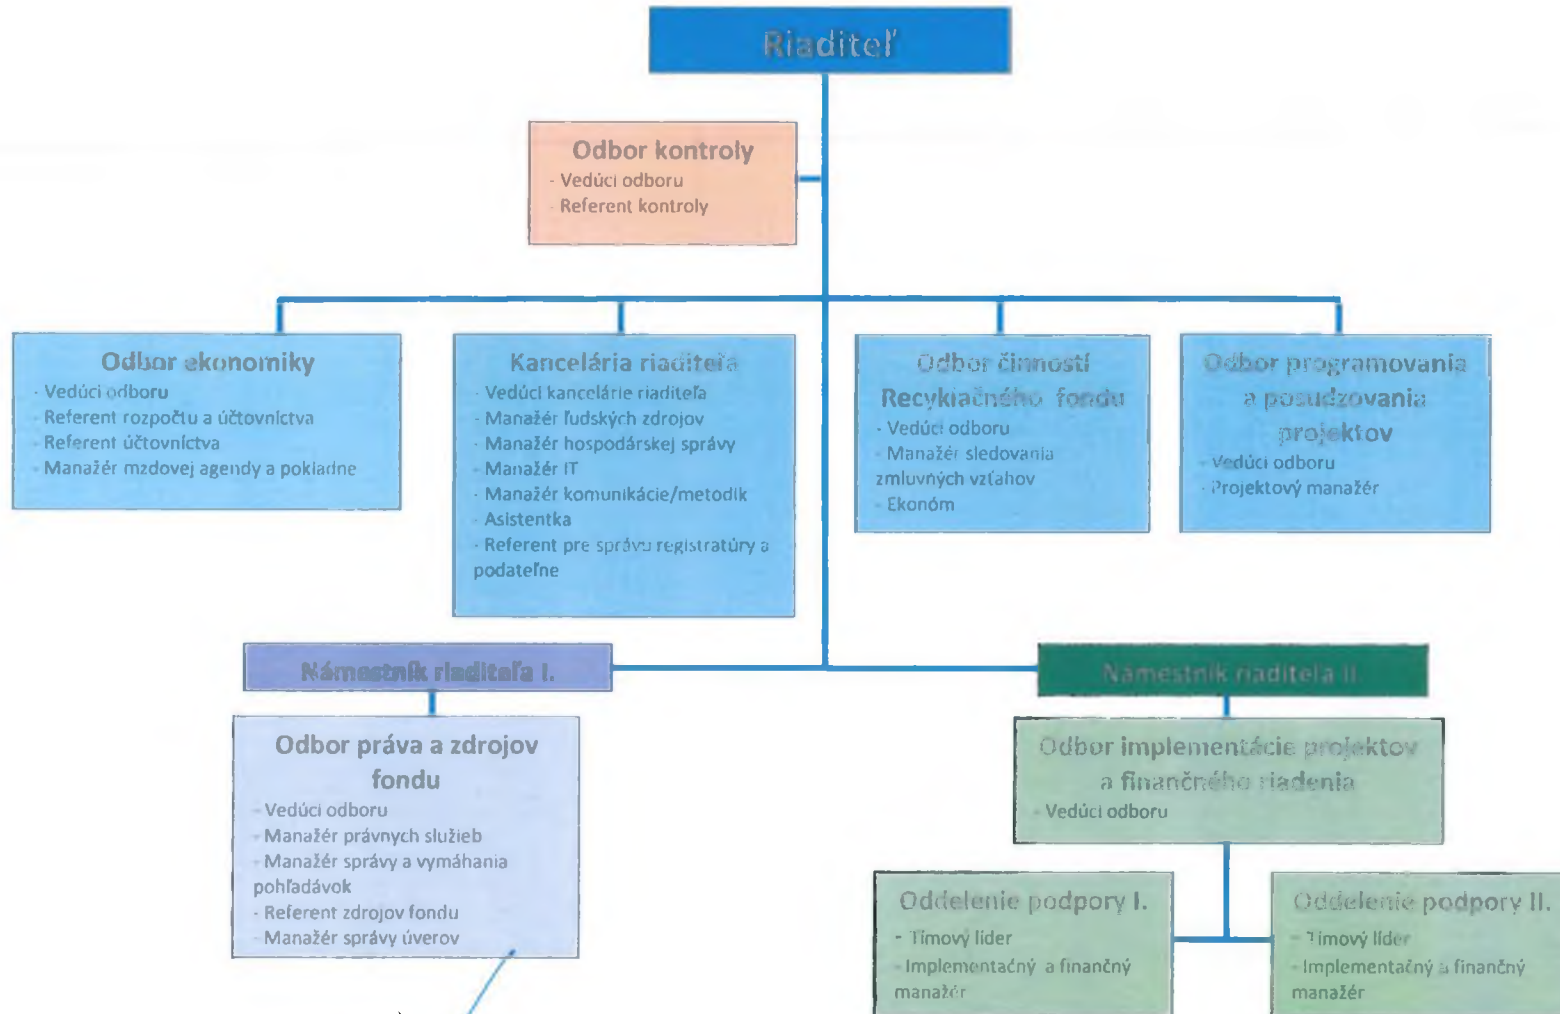 Riaditeľ
Odbor kontroly
- Vedúci odboru
- Referent kontroly
Odbor ekonomiky
- Vedúci odboru
- Referent rozpočtu a účtovníctva
- Referent účtovníctva
- Manažér mzdovej agendy a pokladne
Kancelária riaditeľa
- Vedúci kancelárie riaditeľa
- Manažér ľudských zdrojov
- Manažér hospodárskej správy
- Manažér IT
- Manažér komunikácie/metodik
- Asistentka
- Referent pre správu registratúry a
podateľne
Odbor činností
Recyklačného fondu
- Vedúci odboru
- Manažér sledovania
zmluvných vzťahov
- Ekonóm
Odbor programovania
a posudzovania
projektov
- Vedúci odboru
- Projektový manažér
Námestník riaditeľa I.
Odbor práva a zdrojov
fondu
- Vedúci odboru
- Manažér právnych služieb
- Manažér správy a vymáhania
pohľadávok
- Referent zdrojov fondu
- Manažér správy úverov
Námestník riaditeľa II.
Odbor implementácie projektov
a finančného riadenia
- Vedúci odboru
Oddelenie podpory I.
- Tímový líder
- Implementačný a finančný
manažér
Oddelenie podpory II.
- Tímový líder
- Implementačný a finančný
manažér